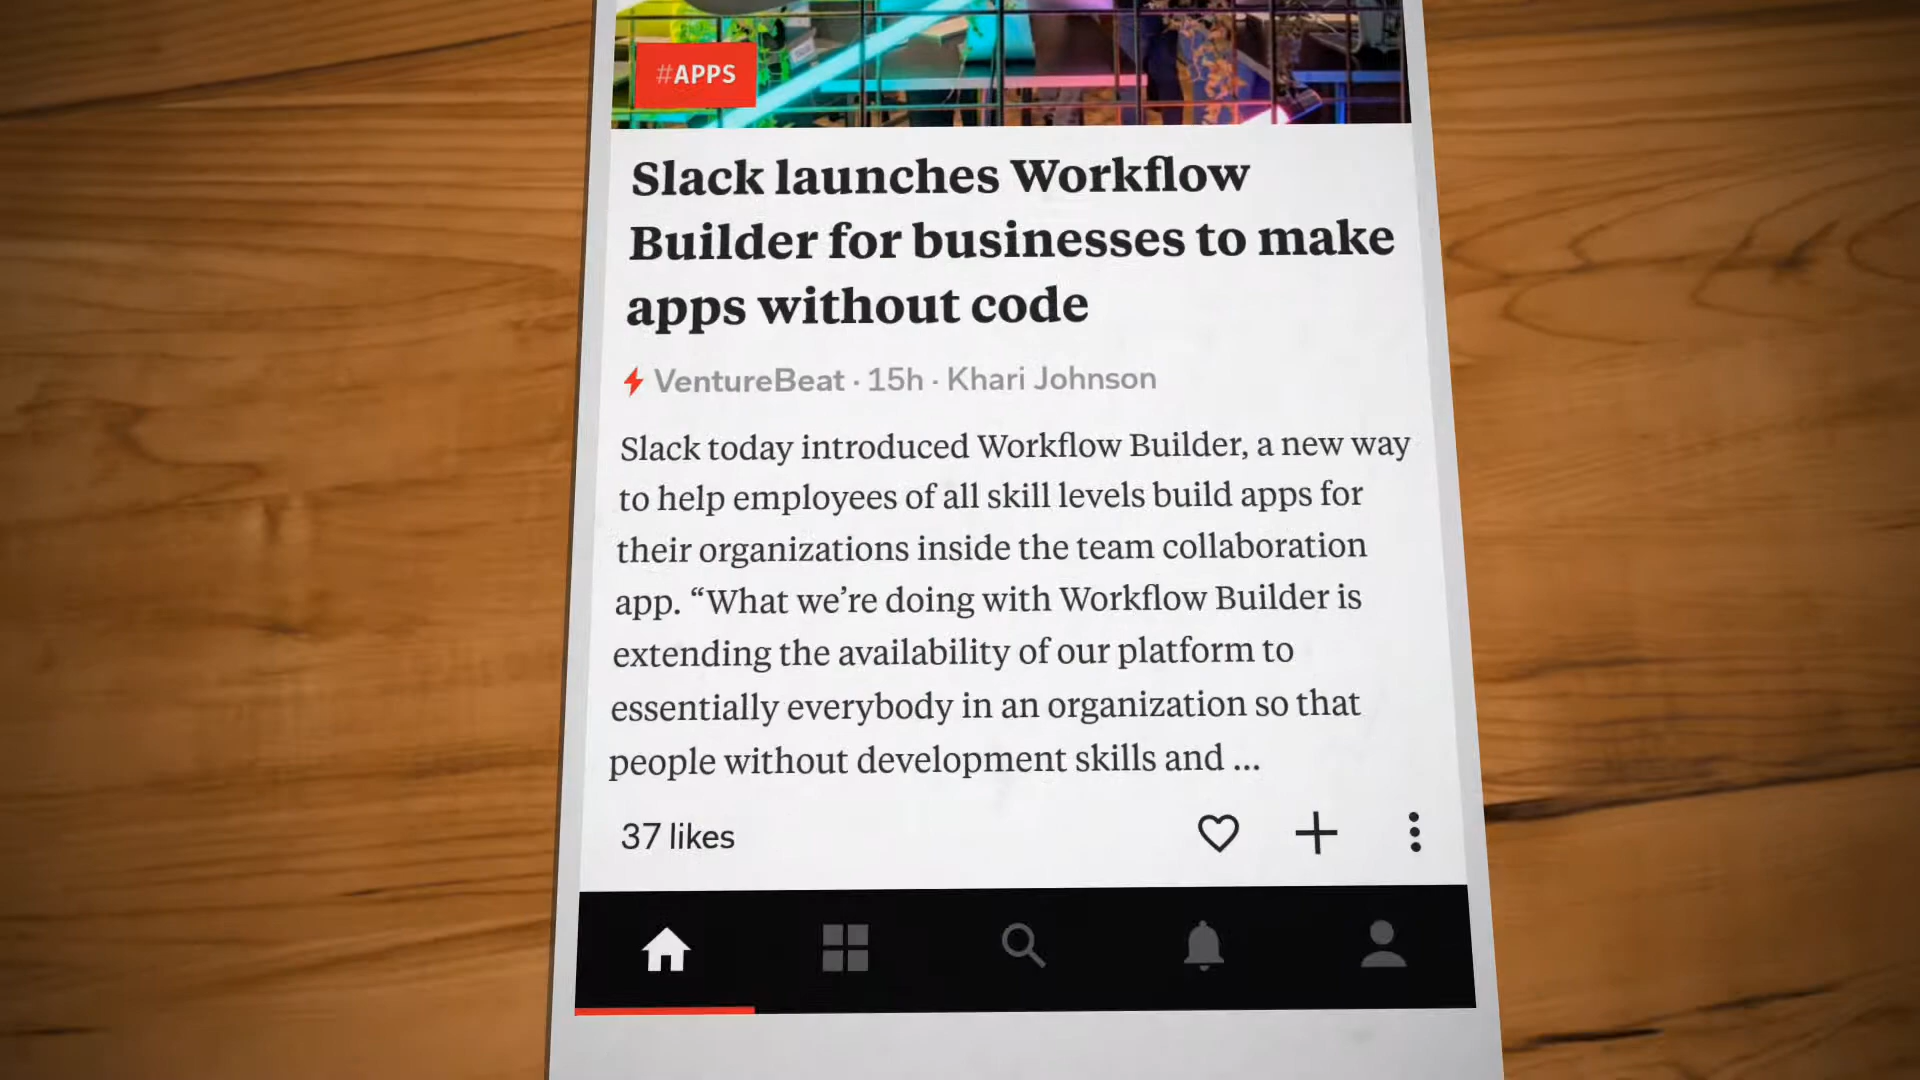 #APPS
Slack launches Workflow
Builder for businesses to make
apps without code
VentureBeat · 15h · Khari Johnson
Slack today introduced Workflow Builder, a new way
to help employees of all skill levels build apps for
their organizations inside the team collaboration
app. “What we’re doing with Workflow Builder is
extending the availability of our platform to
essentially everybody in an organization so that
people without development skills and ...
37 likes